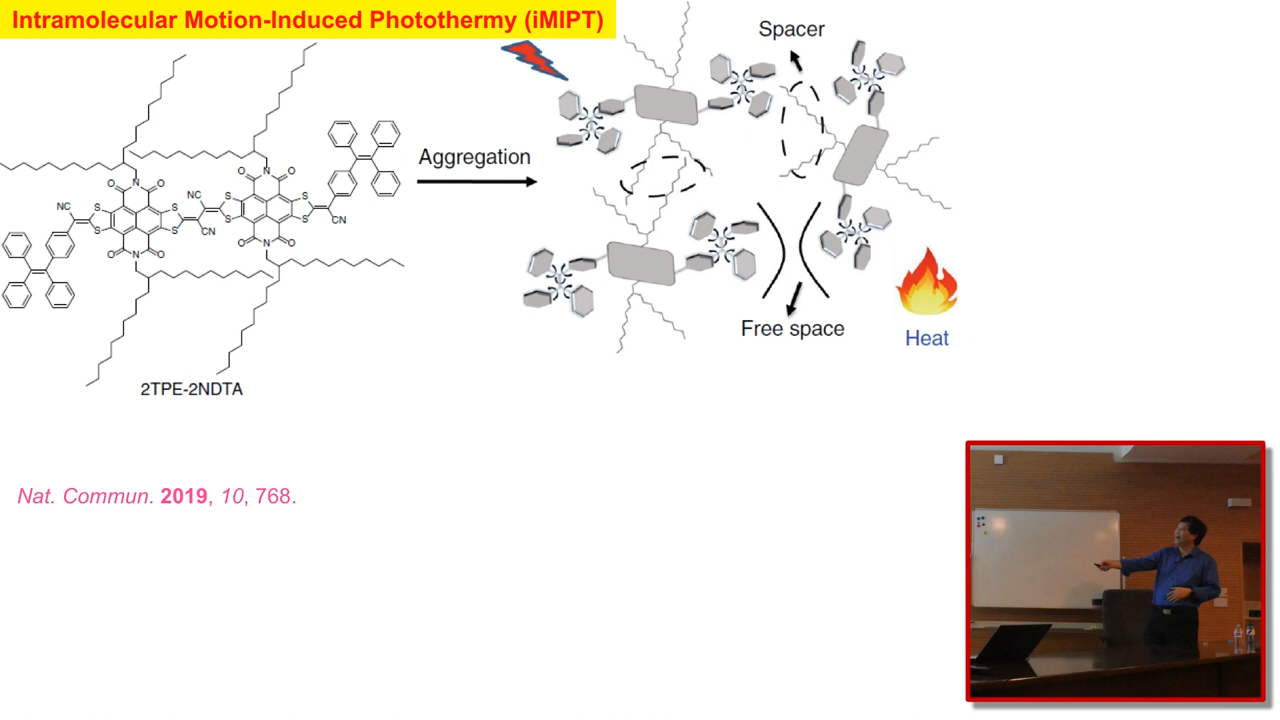 Intramolecular Motion-Induced Photothermy (iMIPT)
Spacer
Aggregation
N
O
O
O
O
N
NC
S
S
S
S
NC
CN
N
O
O
O
O
N
S
S
S
S
CN
Free space
Heat
2TPE-2NDTA
Nat. Commun. 2019, 10, 768.